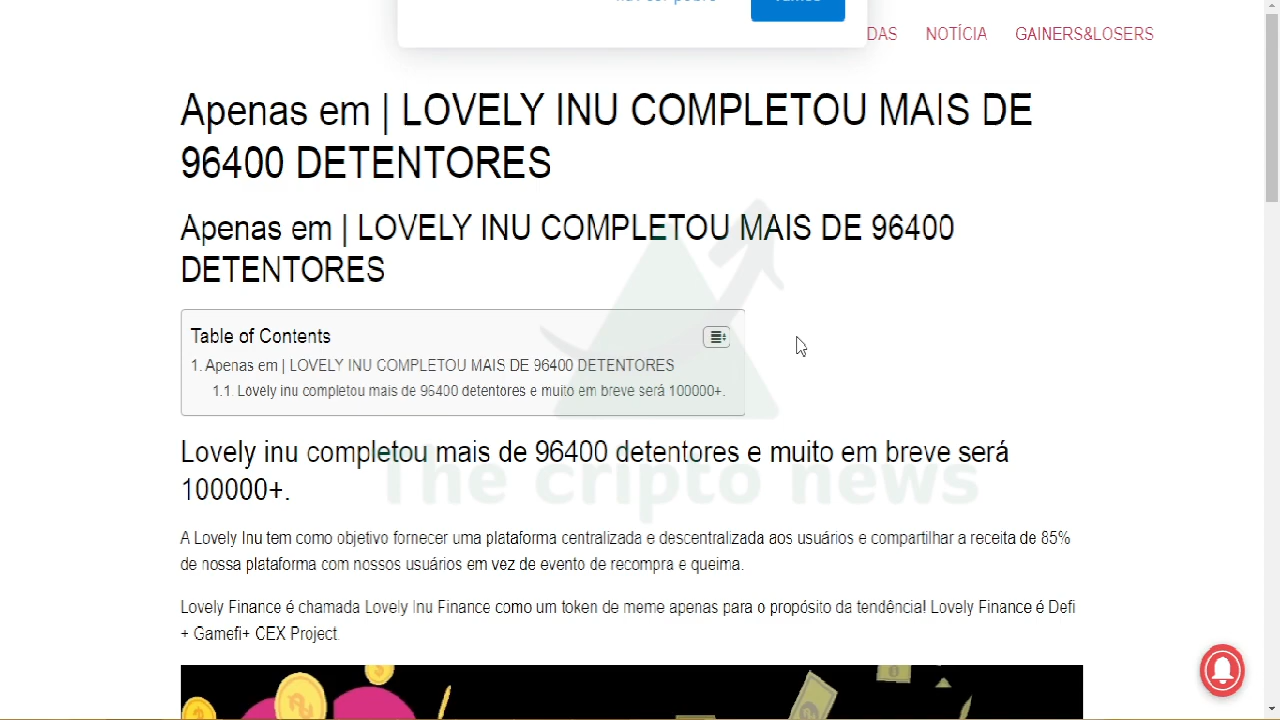 DAS NOTÍCIA GAINERS&LOSERS
Apenas em | LOVELY INU COMPLETOU MAIS DE
96400 DETENTORES
Apenas em | LOVELY INU COMPLETOU MAIS DE 96400
DETENTORES
Table of Contents
1. Apenas em | LOVELY INU COMPLETOU MAIS DE 96400 DETENTORES
1.1. Lovely inu completou mais de 96400 detentores e muito em breve será 100000+.
Lovely inu completou mais de 96400 detentores e muito em breve será
100000+.
The cripto news
A Lovely Inu tem como objetivo fornecer uma plataforma centralizada e descentralizada aos usuários e compartilhar a receita de 85%
de nossa plataforma com nossos usuários em vez de evento de recompra e queima.
Lovely Finance é chamada Lovely Inu Finance como um token de meme apenas para o propósito da tendência! Lovely Finance é Defi
+ Gamefi+ CEX Project.